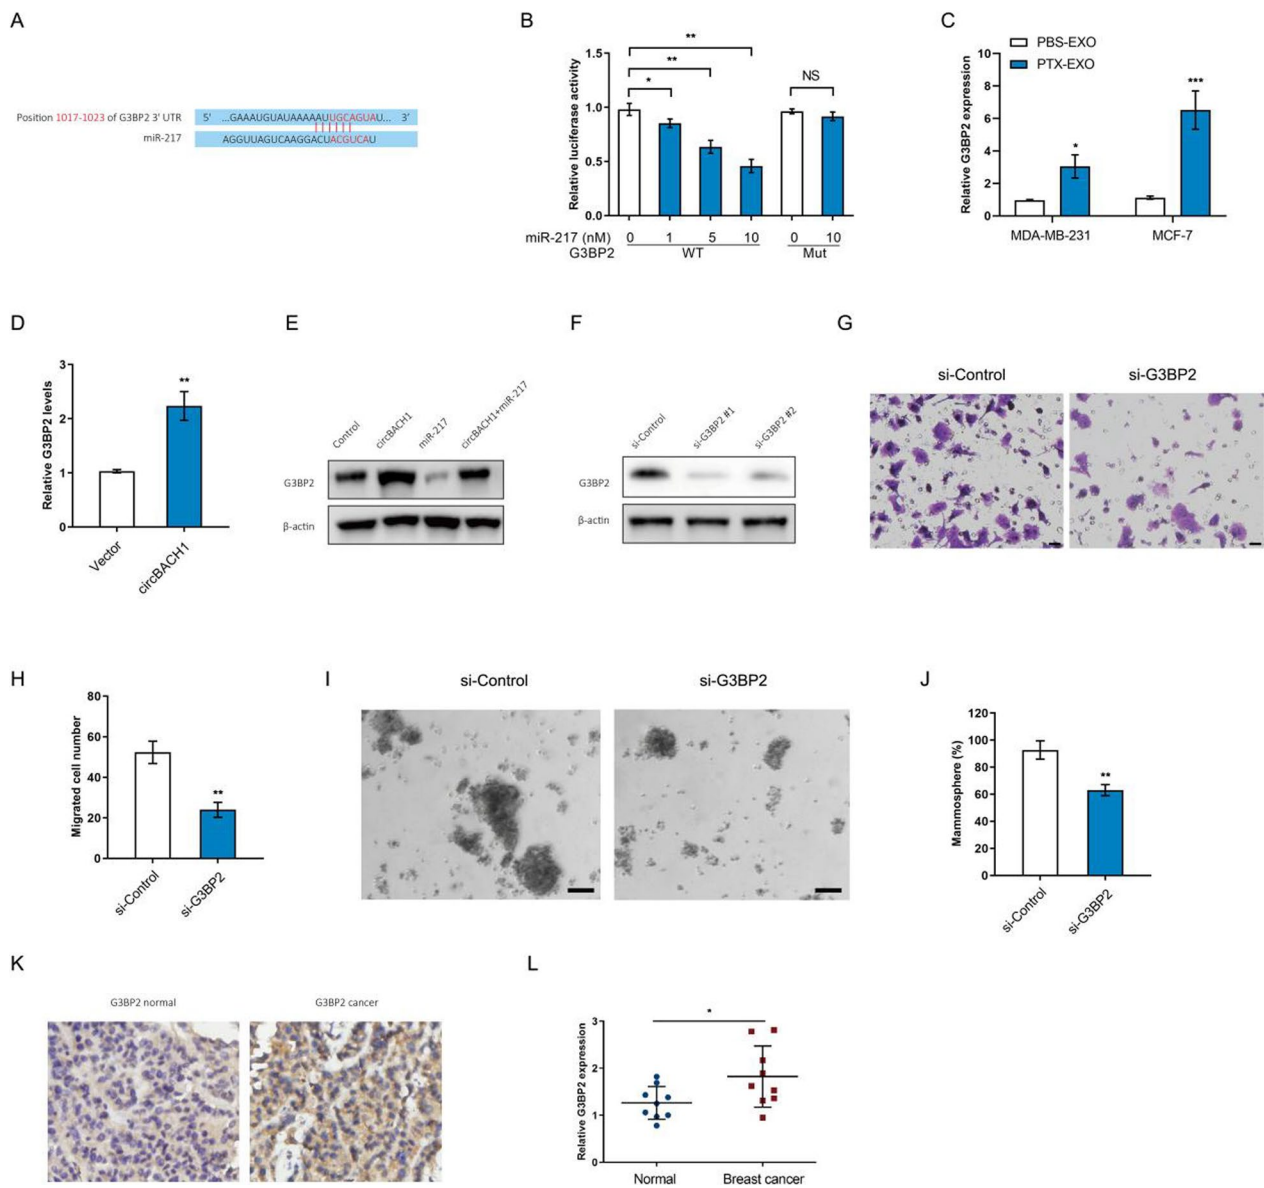 A
Position 1017-1023 of G3BP2 3' UTR
5' ...GAAAUGUAUAAAAAUUGCAGUAU... 3'
miR-217
AGGUUAGUCAAGGACUACGUCAU
B
Relative luciferase activity
1.5
1.0
0.5
0.0
**
**
*
NS
miR-217 (nM) 0 1 5 10 0 10
G3BP2 WT Mut
C
PBS-EXO
PTX-EXO
Relative G3BP2 expression
10
8
6
4
2
0
*
***
MDA-MB-231 MCF-7
D
Relative G3BP2 levels
3
2
1
0
**
Vector
circBACH1
E
Control
circBACH1
miR-217
circBACH1+miR-217
G3BP2
β-actin
F
si-Control
si-G3BP2 #1
si-G3BP2 #2
G3BP2
β-actin
G
si-Control si-G3BP2
H
Migrated cell number
80
60
40
20
0
**
si-Control
si-G3BP2
I
si-Control si-G3BP2
J
Mammosphere (%)
120
100
80
60
40
20
0
**
si-Control
si-G3BP2
K
G3BP2 normal G3BP2 cancer
L
Relative G3BP2 expression
3
2
1
0
*
Normal Breast cancer